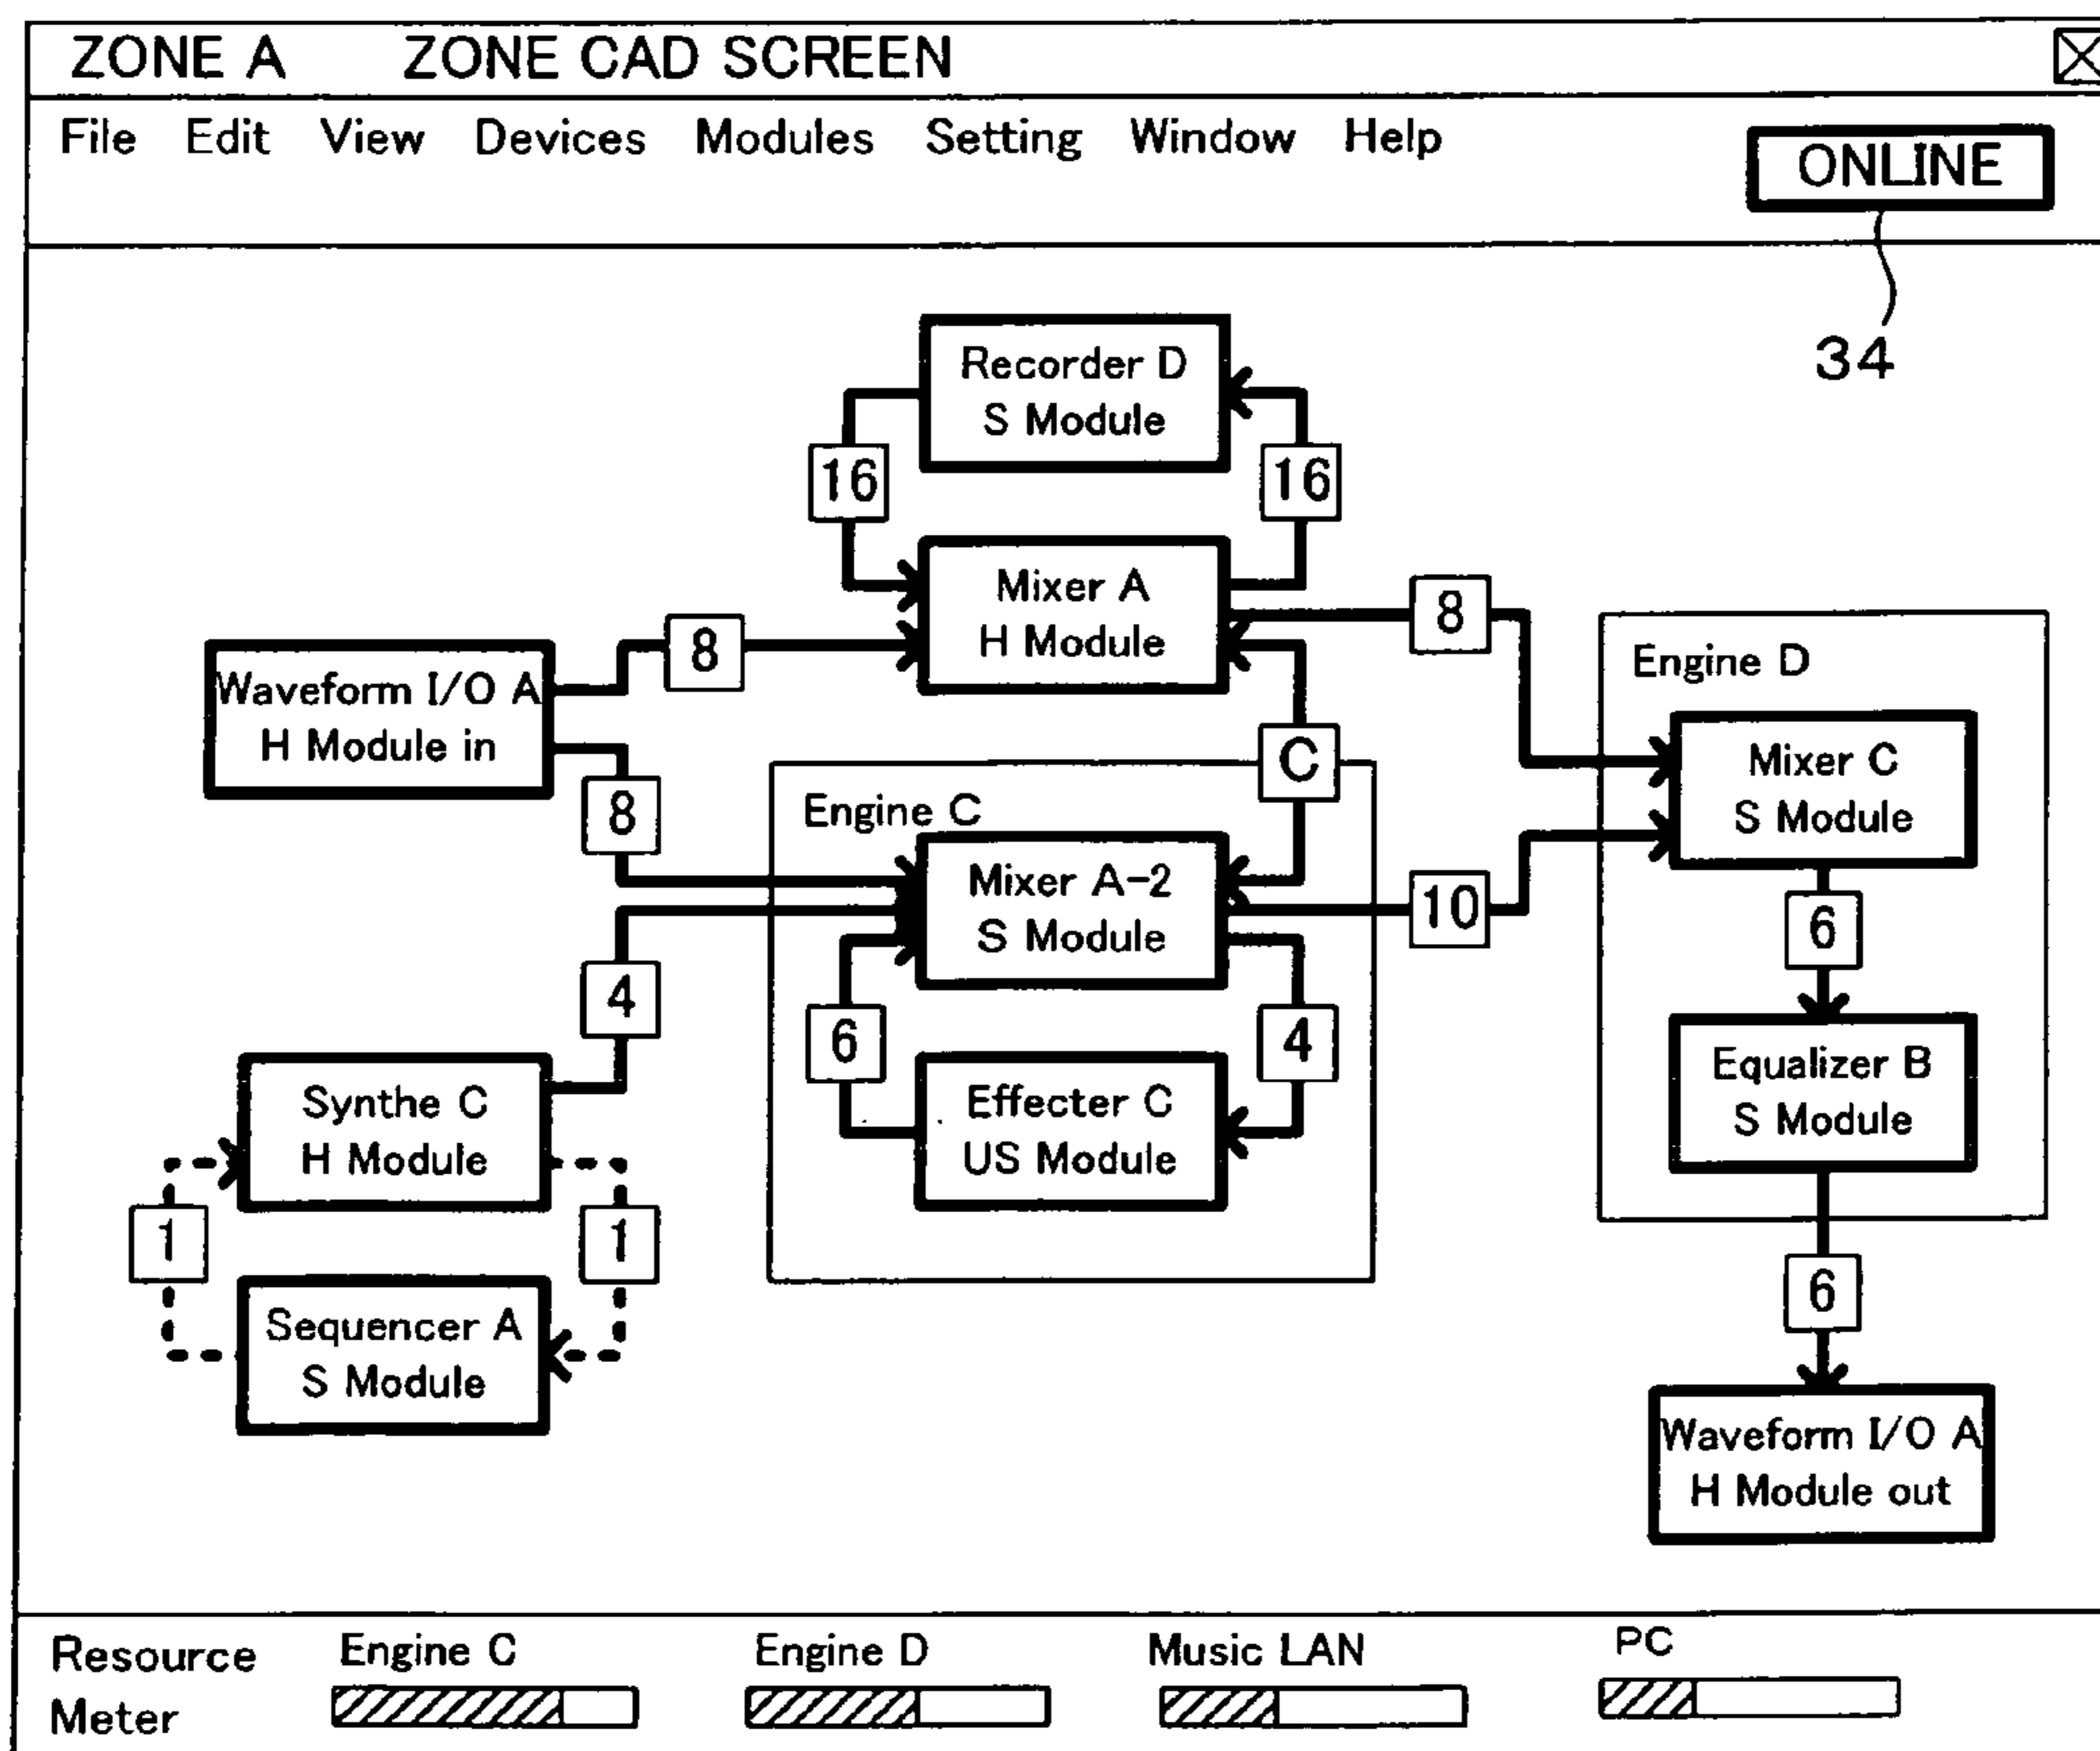 ZONE A ZONE CAD SCREEN
File Edit View Devices Modules Setting Window Help
ONLINE
34
Recorder D
S Module
16
16
Mixer A
H Module
8
8
Waveform I/O A
H Module in
8
C
Engine D
Mixer C
S Module
Engine C
Mixer A-2
S Module
10
6
4
6
4
Effecter C
US Module
Equalizer B
S Module
Synthe C
H Module
1
1
Sequencer A
S Module
6
Waveform I/O A
H Module out
Resource
Meter
Engine C
Engine D
Music LAN
PC